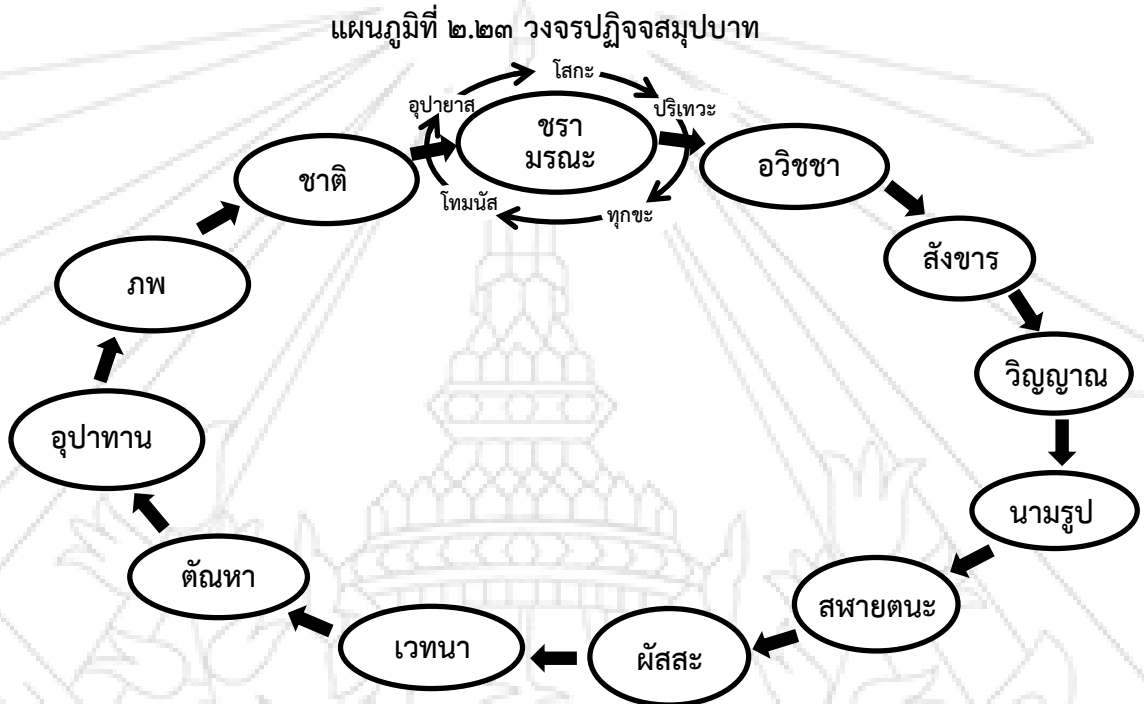 แผนภูมิที่ ๒.๒๓ วงจรปฏิจจสมุปบาท
โสกะ
ปริเทวะ
ทุกขะ
โทมนัส
อุปายาส
ชรา
มรณะ
อวิชชา
สังขาร
วิญญาณ
นามรูป
สฬายตนะ
ผัสสะ
เวทนา
ตัณหา
อุปาทาน
ภพ
ชาติ